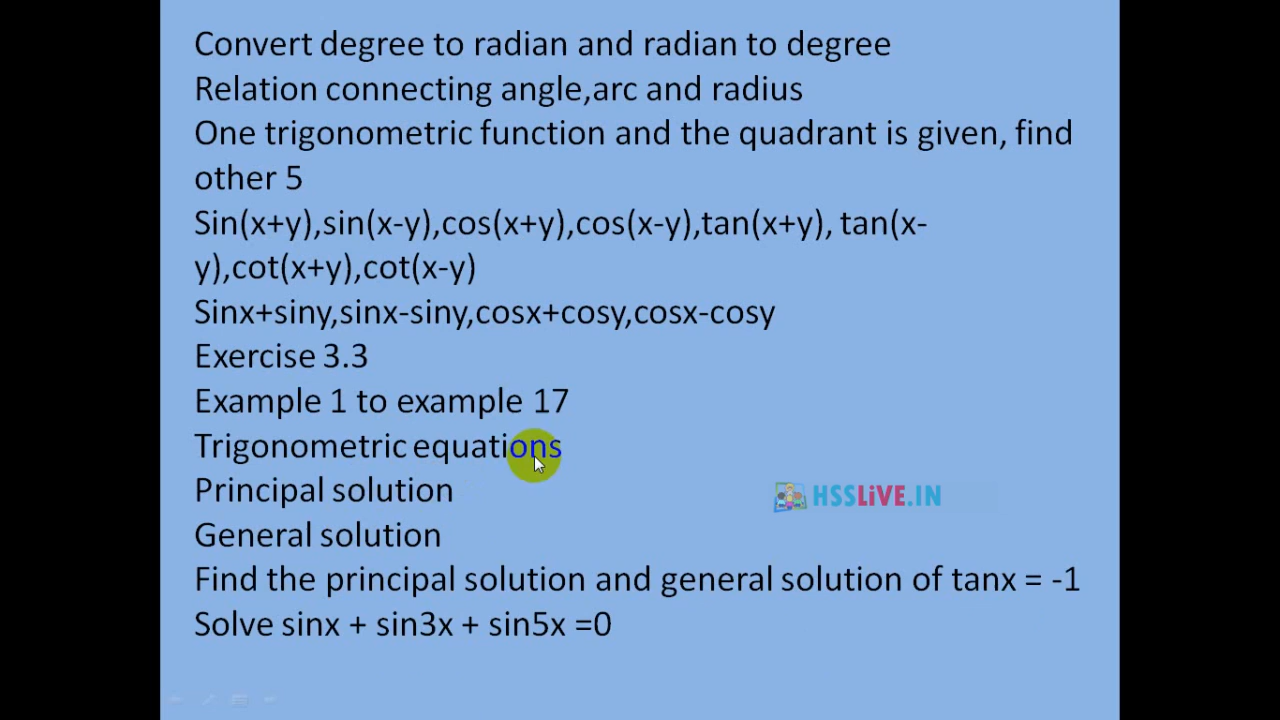 Convert degree to radian and radian to degree
Relation connecting angle,arc and radius
One trigonometric function and the quadrant is given, find
other 5
Sin(x+y),sin(x-y),cos(x+y),cos(x-y),tan(x+y), tan(x-
y),cot(x+y),cot(x-y)
Sinx+siny,sinx-siny,cosx+cosy,cosx-cosy
Exercise 3.3
Example 1 to example 17
Trigonometric equations
Principal solution
HSSLiVE.IN
General solution
Find the principal solution and general solution of tanx = -1
Solve sinx + sin3x + sin5x =0